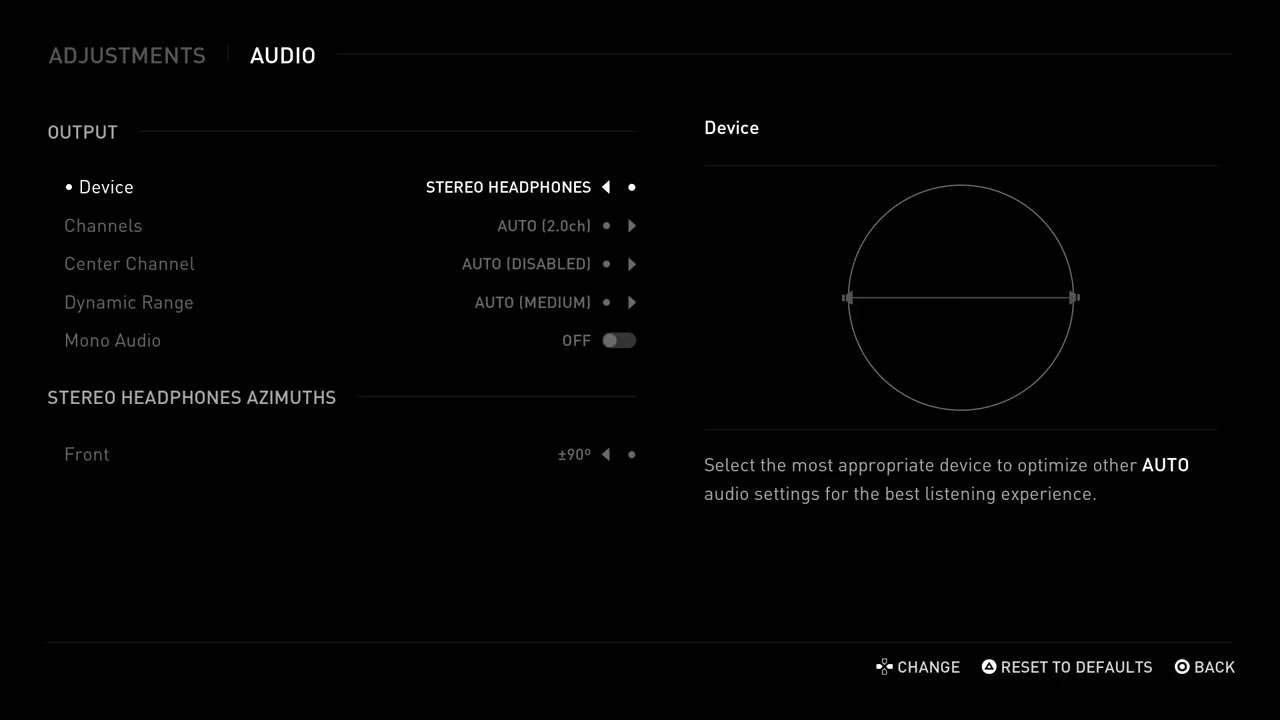 ADJUSTMENTS | AUDIO
OUTPUT
• Device STEREO HEADPHONES
Channels AUTO (2.0ch)
Center Channel AUTO (DISABLED)
Dynamic Range AUTO (MEDIUM)
Mono Audio OFF
STEREO HEADPHONES AZIMUTHS
Front ±90º
Device
Select the most appropriate device to optimize other AUTO
audio settings for the best listening experience.
CHANGE RESET TO DEFAULTS BACK